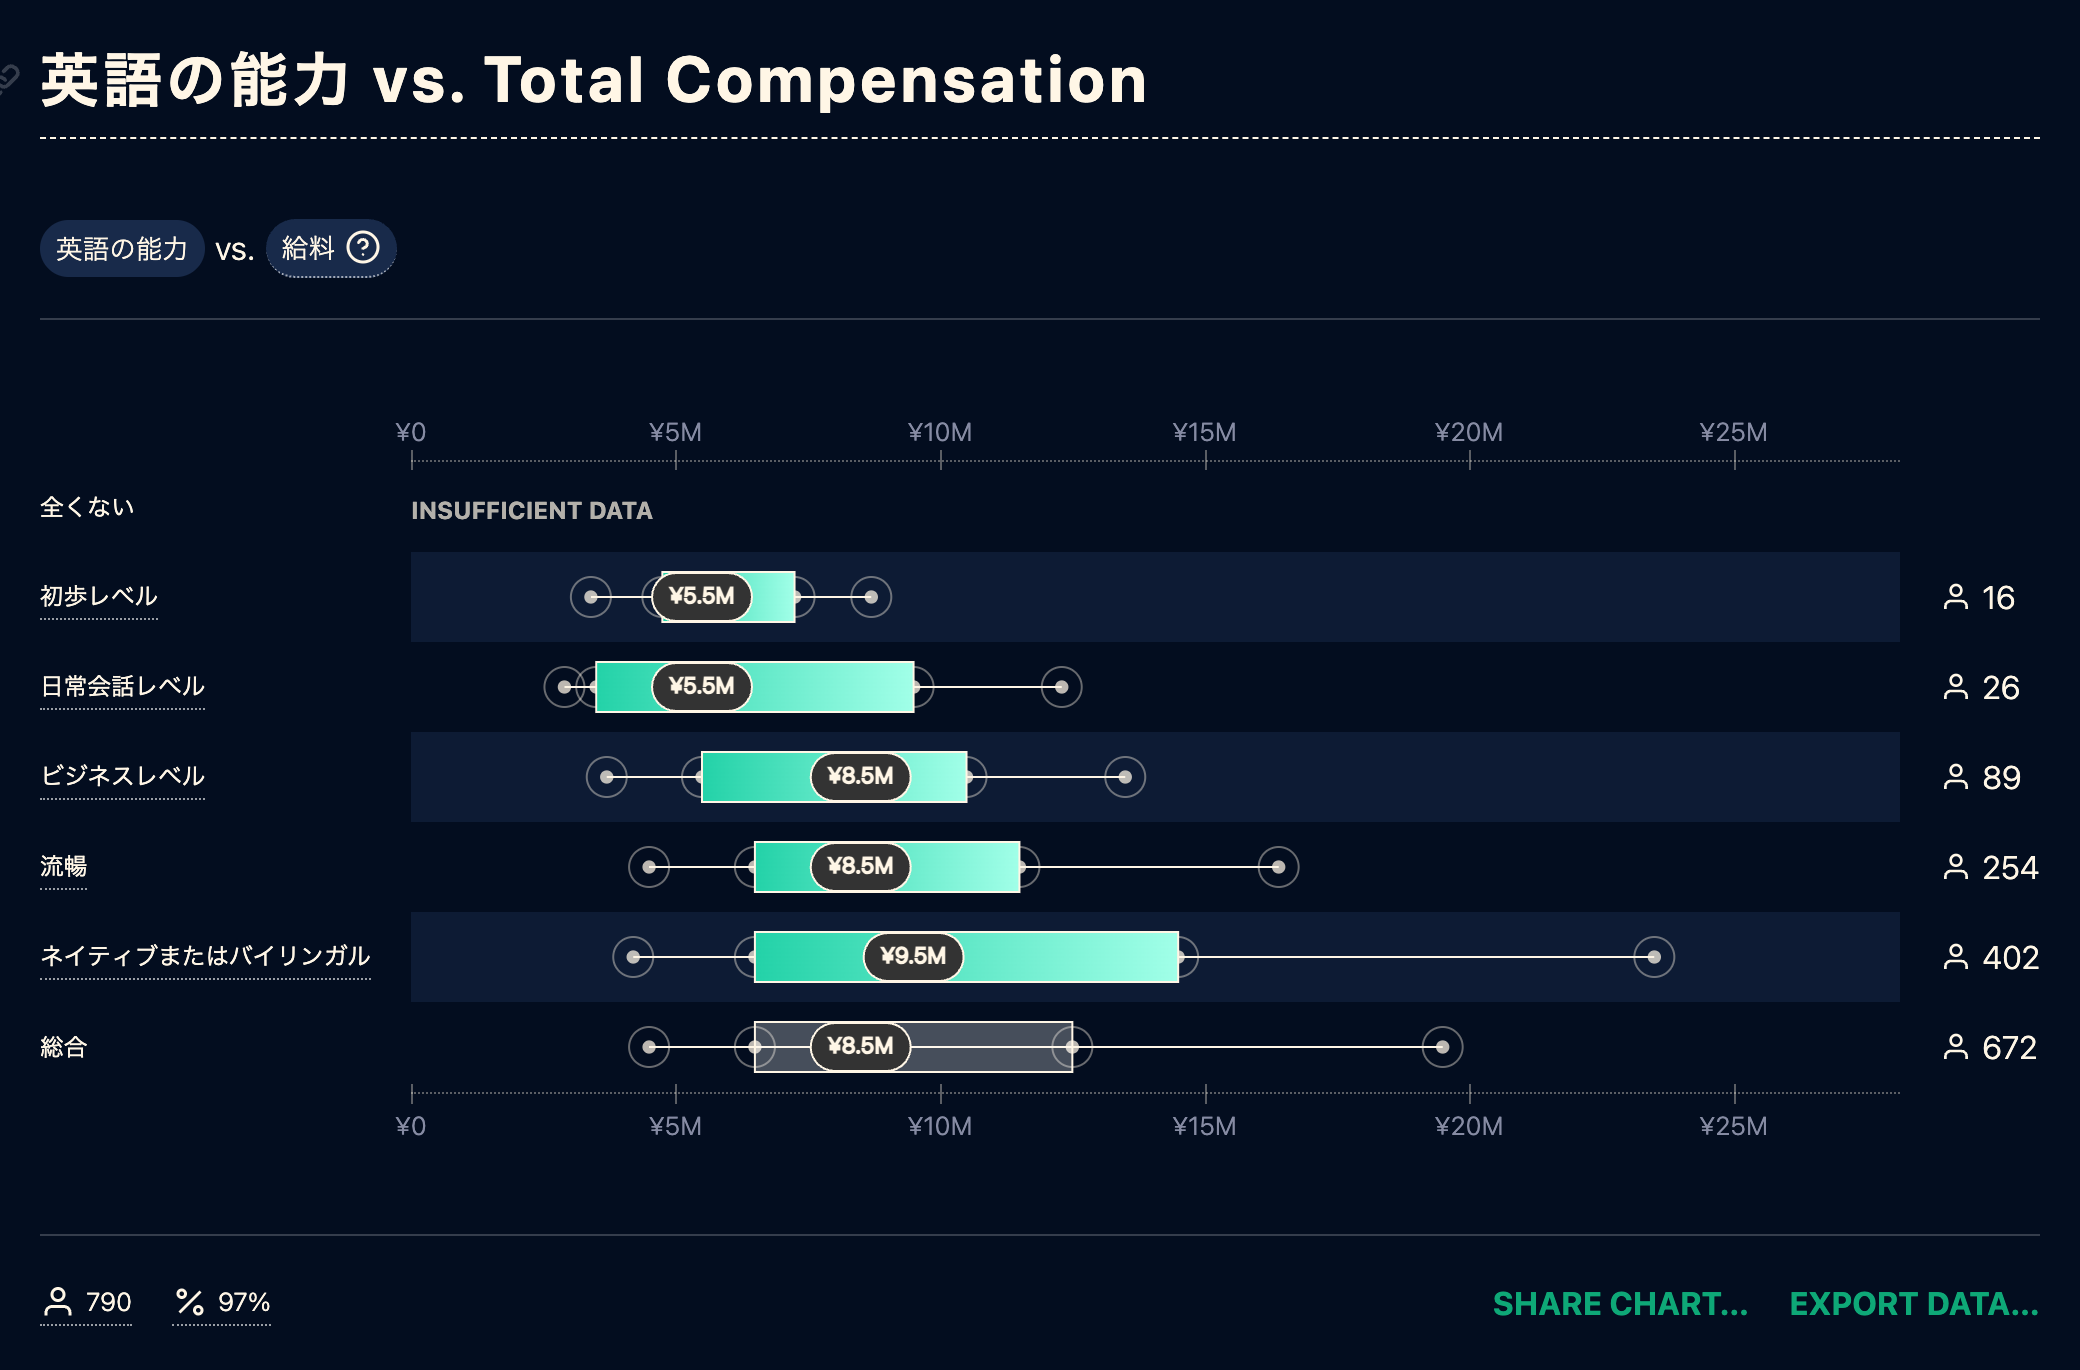 英語の能力 vs. Total Compensation
英語の能力 vs. 給料 ?
¥0 ¥5M ¥10M ¥15M ¥20M ¥25M
全くない INSUFFICIENT DATA
初歩レベル ¥5.5M 16
日常会話レベル ¥5.5M 26
ビジネスレベル ¥8.5M 89
流暢 ¥8.5M 254
ネイティブまたはバイリンガル ¥9.5M 402
総合 ¥8.5M 672
¥0 ¥5M ¥10M ¥15M ¥20M ¥25M
790 % 97% SHARE CHART... EXPORT DATA...